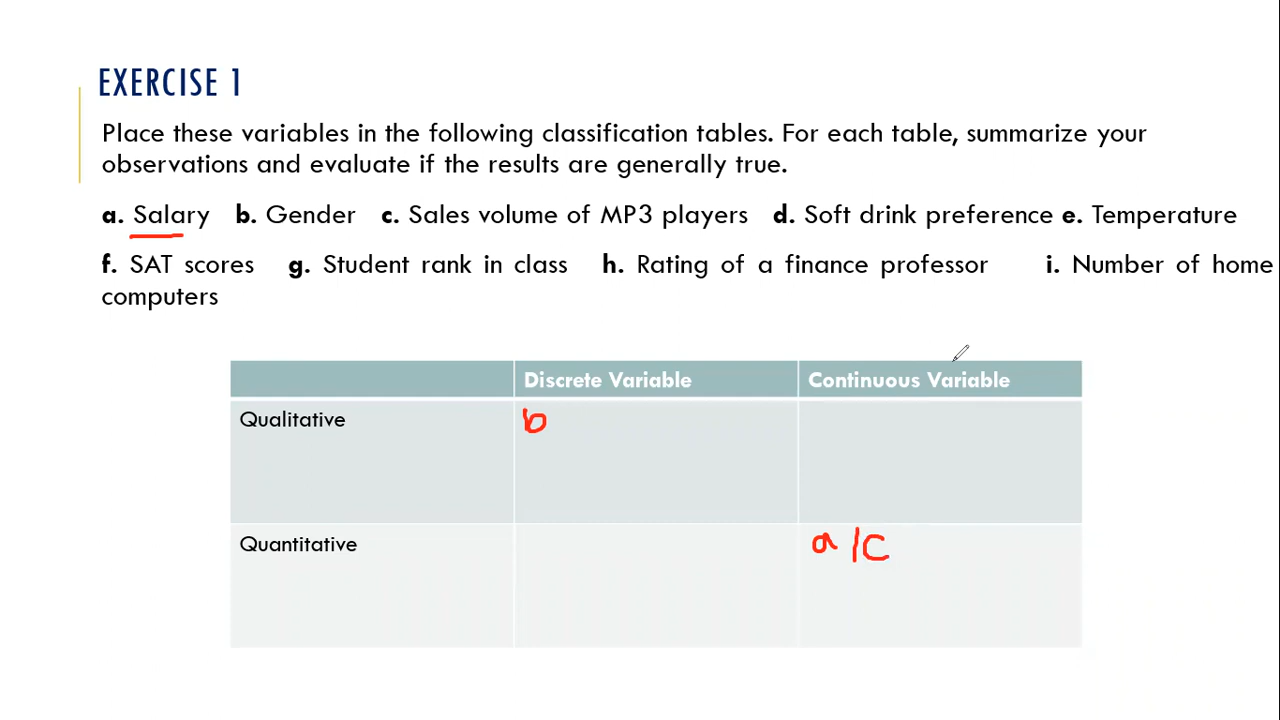 EXERCISE 1
Place these variables in the following classification tables. For each table, summarize your
observations and evaluate if the results are generally true.
a. Salary b. Gender c. Sales volume of MP3 players d. Soft drink preference e. Temperature
f. SAT scores g. Student rank in class h. Rating of a finance professor i. Number of home
computers
Discrete Variable Continuous Variable
Qualitative b
Quantitative a /C